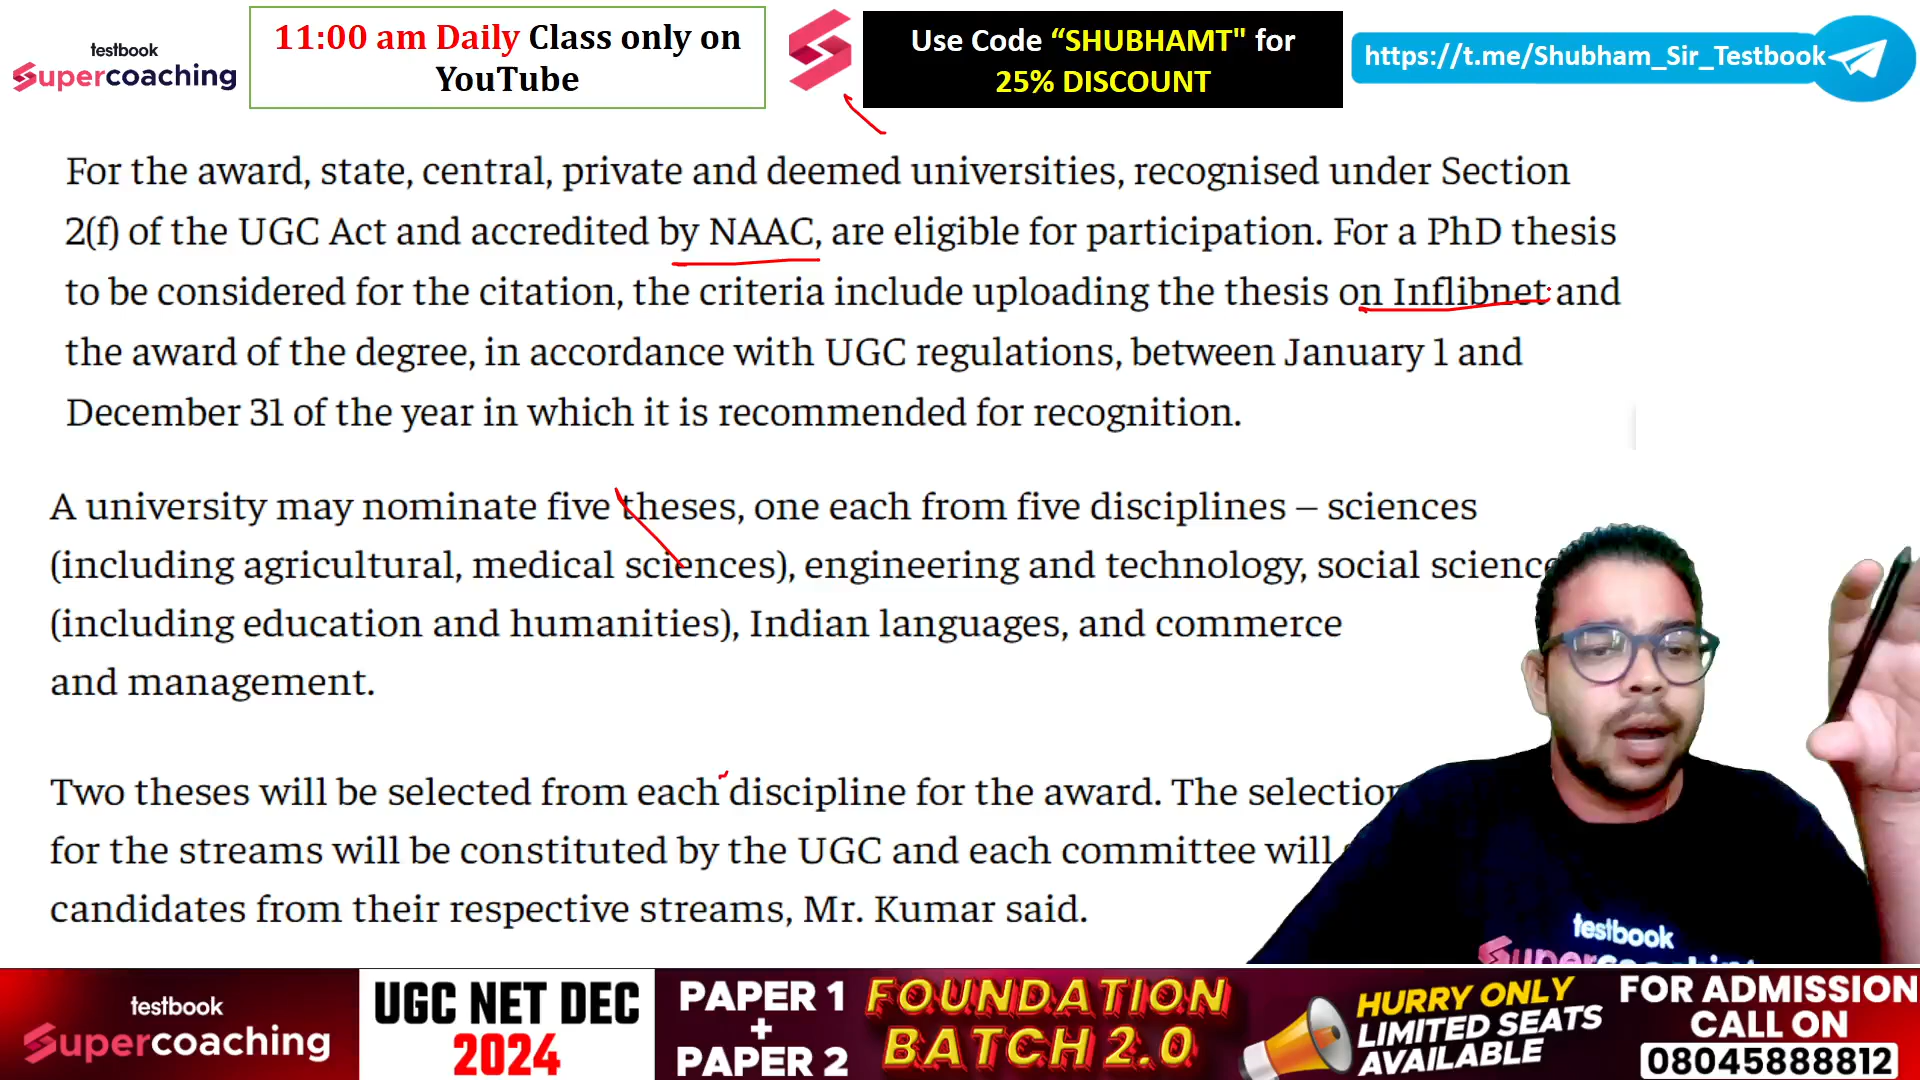 testbook
Supercoaching
11:00 am Daily Class only on
YouTube
Use Code “SHUBHAMT" for
25% DISCOUNT
https://t.me/Shubham_Sir_Testbook
For the award, state, central, private and deemed universities, recognised under Section
2(f) of the UGC Act and accredited by NAAC, are eligible for participation. For a PhD thesis
to be considered for the citation, the criteria include uploading the thesis on Inflibnet and
the award of the degree, in accordance with UGC regulations, between January 1 and
December 31 of the year in which it is recommended for recognition.
A university may nominate five theses, one each from five disciplines – sciences
(including agricultural, medical sciences), engineering and technology, social
(including education and humanities), Indian languages, and commerce
and management.
Two theses will be selected from each discipline for the award. The selection
for the streams will be constituted by the UGC and each committee will
candidates from their respective streams, Mr. Kumar said.
testbook
testbook
Supercoaching
UGC NET DEC
2024
PAPER 1
+
PAPER 2
FOUNDATION
BATCH 2.0
HURRY ONLY
LIMITED SEATS
AVAILABLE
FOR ADMISSION
CALL ON
08045888812